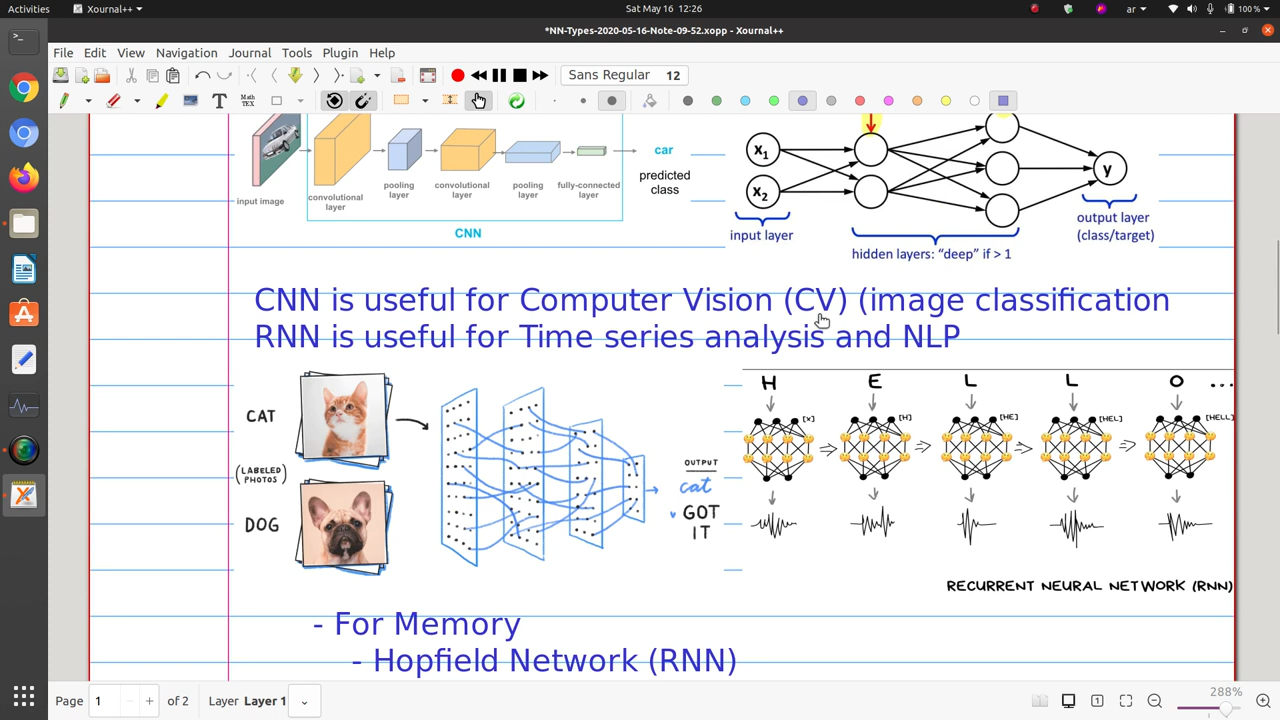 Activities
Xournal++
Sat May 16 12:26
ar
100 %
*NN-Types-2020-05-16-Note-09-52.xopp - Xournal++
File Edit View Navigation Journal Tools Plugin Help
Sans Regular 12
Math
TEX
input image
convolutional
layer
pooling
layer
convolutional
layer
pooling
layer
fully-connected
layer
car
predicted
class
CNN
x1
x2
y
input layer
hidden layers: “deep” if > 1
output layer
(class/target)
CNN is useful for Computer Vision (CV) (image classification
RNN is useful for Time series analysis and NLP
CAT
(LABELED
PHOTOS)
DOG
OUTPUT
cat
GOT
IT
H E L L O ...
[X] [H] [HE] [HEL] [HELL]
RECURRENT NEURAL NETWORK (RNN)
- For Memory
- Hopfield Network (RNN)
Page 1 of 2 Layer Layer 1
288%